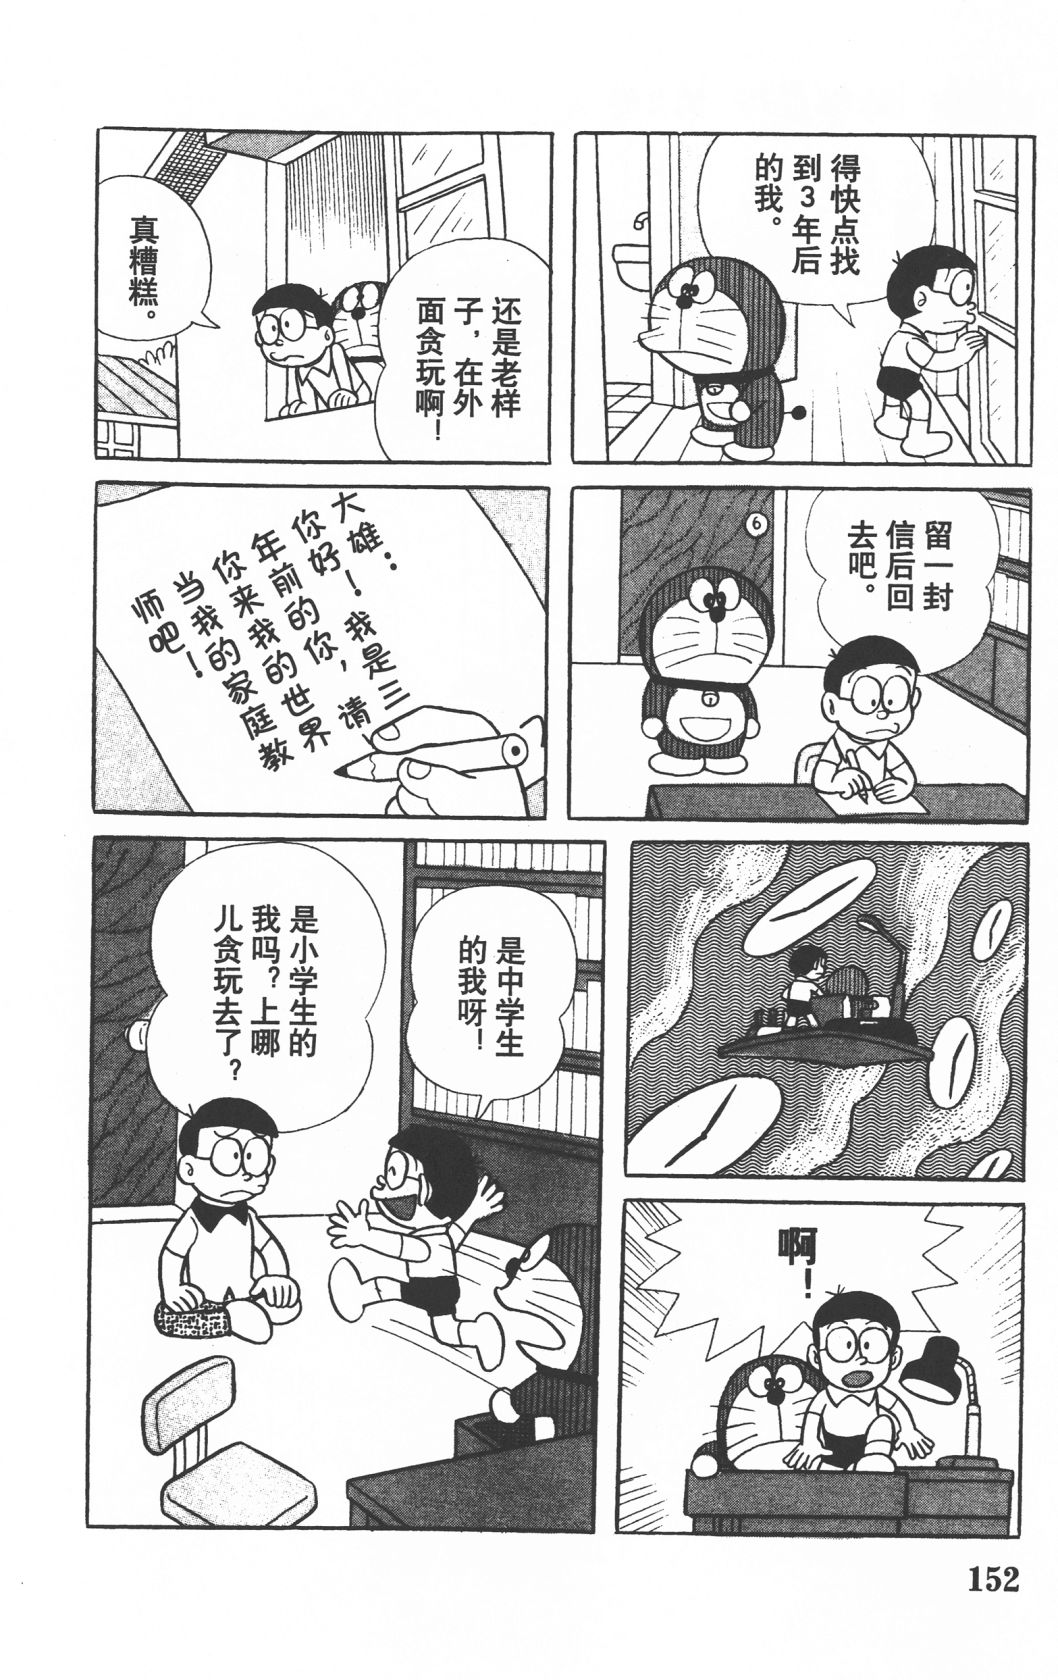 得快点找
到3年后
的我。
还是老样
子，在外
面贪玩啊！
真糟糕。
留一封
信后回
去吧。
6
大雄：
你好！我是三
年前的你，请
你来我的世界
当我的家庭教
师吧！
啊！
是中学生
的我呀！
是小学生的
我吗？上哪
儿贪玩去了？
152